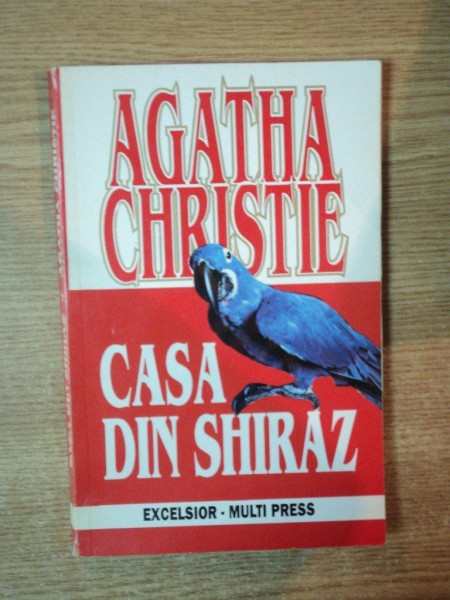 AGATHA
CHRISTIE
CASA
DIN SHIRAZ
EXCELSIOR - MULTI PRESS